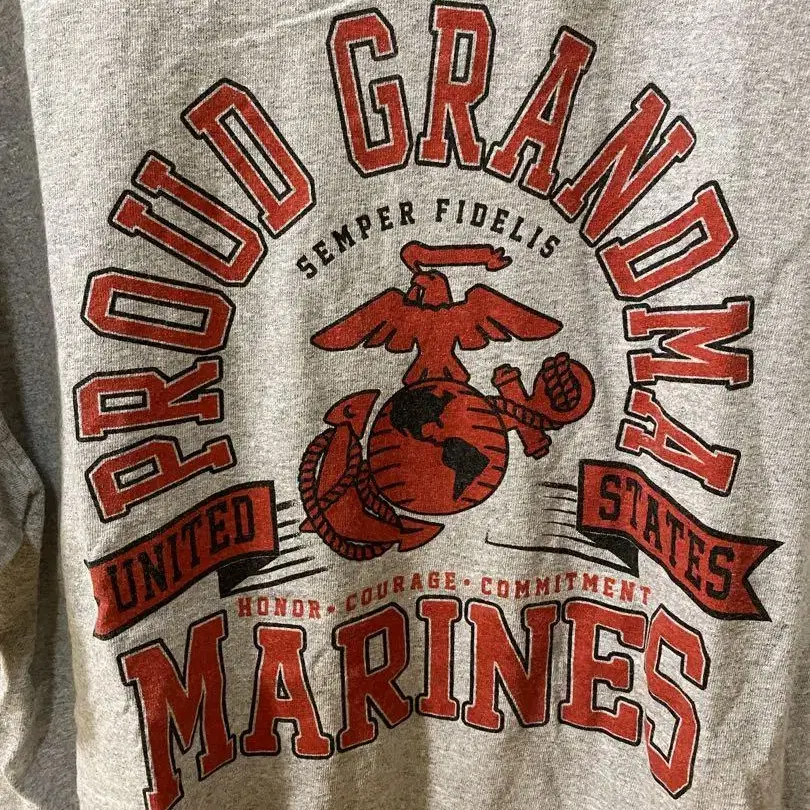 PROUD GRANDMA
SEMPER FIDELIS
UNITED STATES
HONOR • COURAGE • COMMITMENT
MARINES